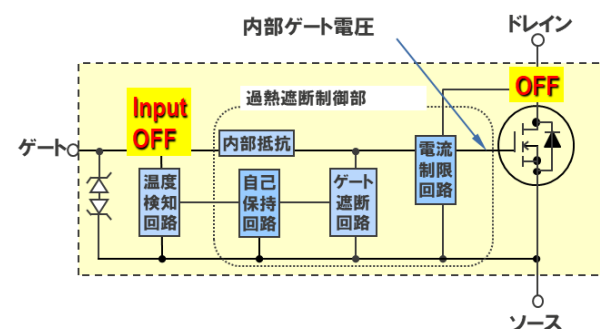 内部ゲート電圧
ドレイン
過熱遮断制御部
OFF
Input
OFF
ゲート
内部抵抗
電流
制限
回路
温度
検知
回路
自己
保持
回路
ゲート
遮断
回路
ソース